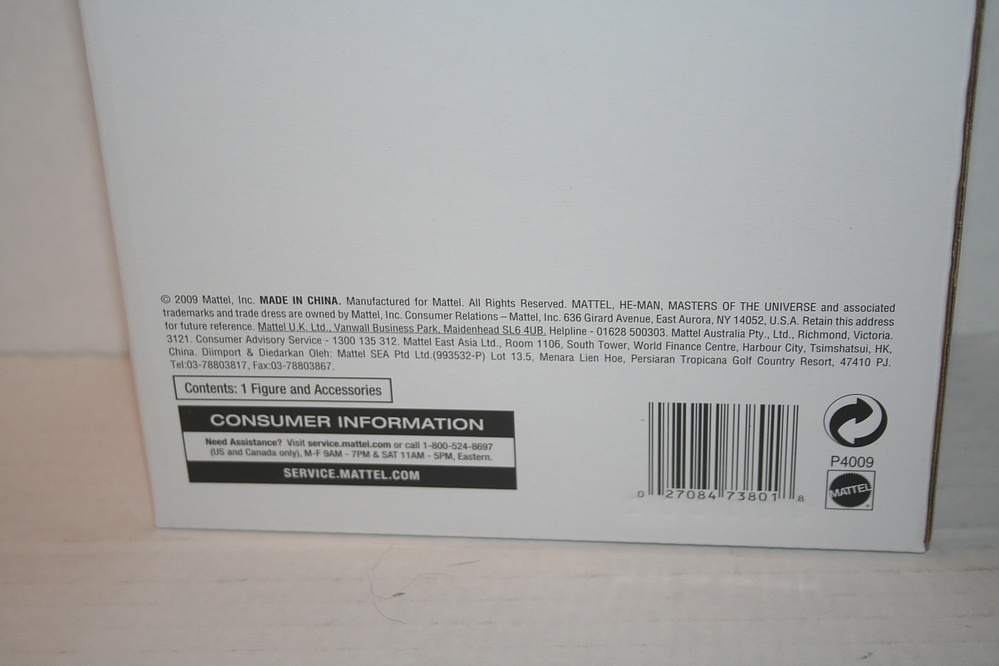 © 2009 Mattel, Inc. MADE IN CHINA. Manufactured for Mattel. All Rights Reserved. MATTEL, HE-MAN, MASTERS OF THE UNIVERSE and associated
trademarks and trade dress are owned by Mattel, Inc. Consumer Relations – Mattel, Inc. 636 Girard Avenue, East Aurora, NY 14052, U.S.A. Retain this address
for future reference. Mattel U.K. Ltd., Vanwall Business Park, Maidenhead SL6 4UB. Helpline - 01628 500303. Mattel Australia Pty., Ltd., Richmond, Victoria.
3121. Consumer Advisory Service - 1300 135 312. Mattel East Asia Ltd., Room 1106, South Tower, World Finance Centre, Harbour City, Tsimshatsui, HK,
China. Diimport & Diedarkan Oleh: Mattel SEA Ptd Ltd.(993532-P) Lot 13.5, Menara Lien Hoe, Persiaran Tropicana Golf Country Resort, 47410 PJ.
Tel:03-78803817, Fax:03-78803867.
Contents: 1 Figure and Accessories
CONSUMER INFORMATION
Need Assistance? Visit service.mattel.com or call 1-800-524-8697
(US and Canada only), M-F 9AM - 7PM & SAT 11AM - 5PM, Eastern.
SERVICE.MATTEL.COM
0 27084 73801 8
P4009
MATTEL